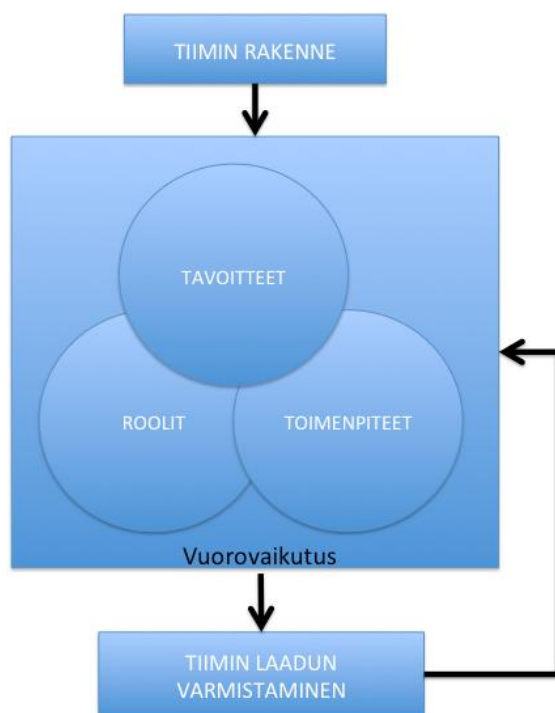 TIIMIN RAKENNE
TAVOITTEET
ROOLIT
TOIMENPITEET
Vuorovaikutus
TIIMIN LAADUN
VARMISTAMINEN